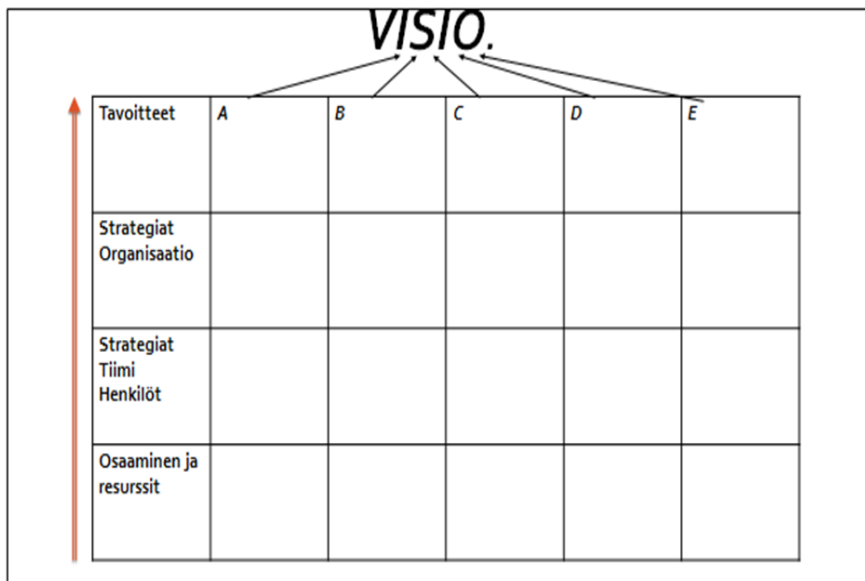 VISIO.
Tavoitteet A B C D E
Strategiat
Organisaatio
Strategiat
Tiimi
Henkilöt
Osaaminen ja
resurssit